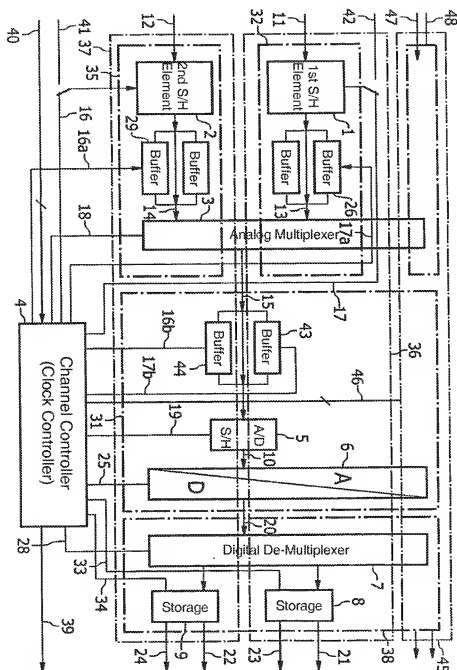 12
11
42
47
48
41
40
37
35
32
16
16a
2nd S/H
Element
2
1st S/H
Element
1
29
Buffer
Buffer
14
Buffer
Buffer
26
13
3
17a
18
Analog Multiplexer
4
Channel Controller
(Clock Controller)
17
15
36
16b
17b
Buffer
44
Buffer
43
46
31
19
S/H
A/D
5
10
6
25
D
A
20
28
33
34
Digital De-Multiplexer
7
Storage
9
Storage
8
39
24
22
23
21
38
45